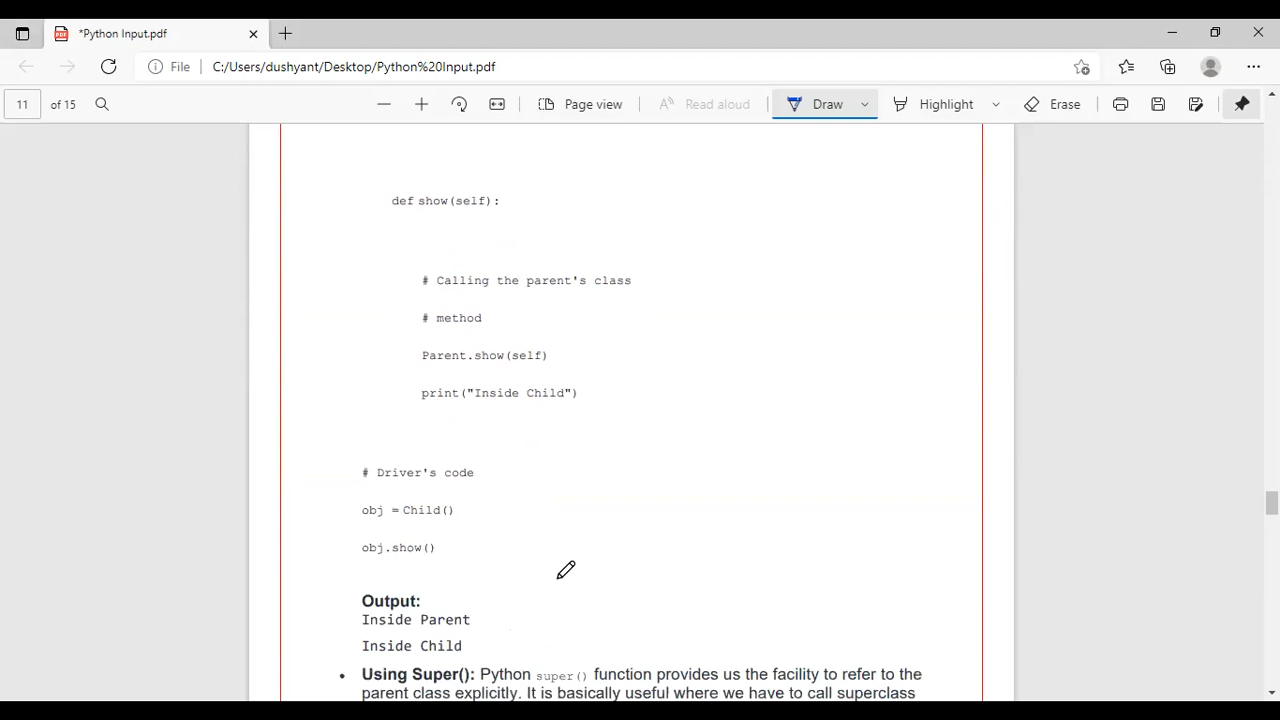 *Python Input.pdf
File C:/Users/dushyant/Desktop/Python%20Input.pdf
11 of 15 Page view Read aloud Draw Highlight Erase
def show(self):
# Calling the parent's class
# method
Parent.show(self)
print("Inside Child")
# Driver's code
obj = Child()
obj.show()
Output:
Inside Parent
Inside Child
• Using Super(): Python super() function provides us the facility to refer to the
parent class explicitly. It is basically useful where we have to call superclass